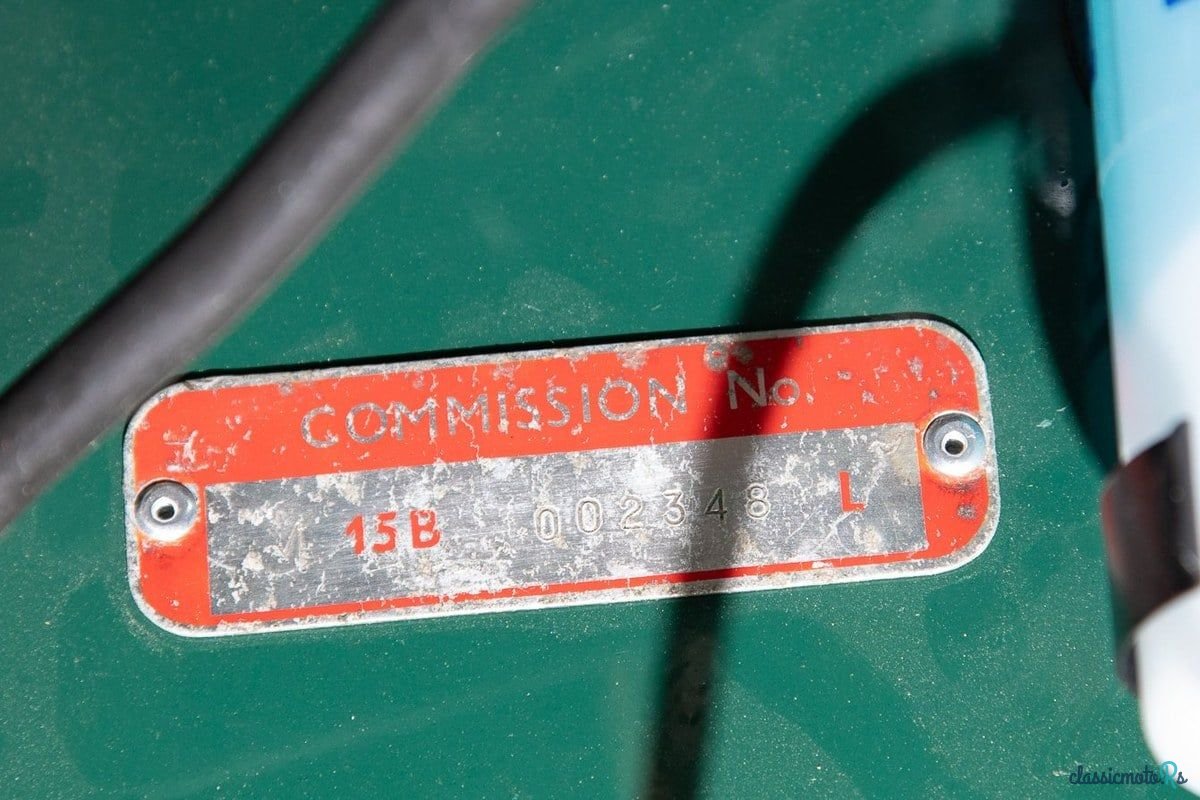 COMMISSION No.
15B 002348 L
classicmotoRs